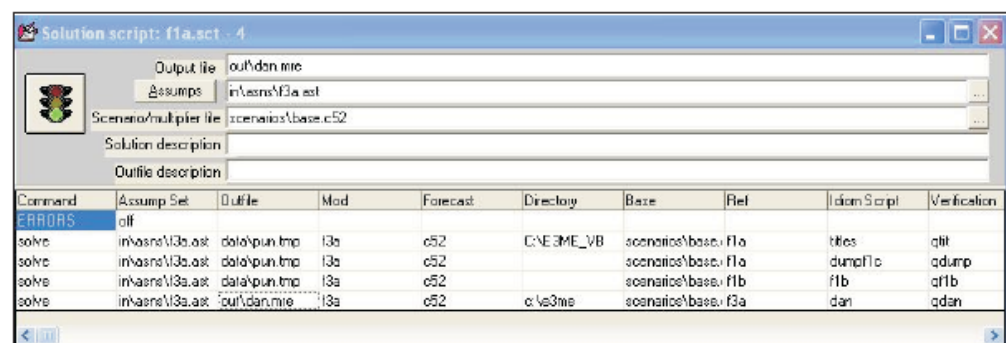 Solution script: f1a.sct - 4
Output file out\dan.mre
Assumps in\asns\f3a.ast ...
Scenario/multiplier file scenarios\base.c52 ...
Solution description
Outfile description
Command Assump Set Outfile Mod Forecast Directory Base Ref Idiom Script Verification
ERRORS off
solve in\asns\f3a.ast data\pun.tmp f3a c52 C:\E3ME_VB scenarios\base.( f1a titles qtit
solve in\asns\f3a.ast data\pun.tmp f3a c52 scenarios\base.( f1a dumpf1c qdump
solve in\asns\f3a.ast data\pun.tmp f3a c52 scenarios\base.( f1b f1b qf1b
solve in\asns\f3a.ast out\dan.mre f3a c52 c:\e3me scenarios\base.( f3a dan qdan